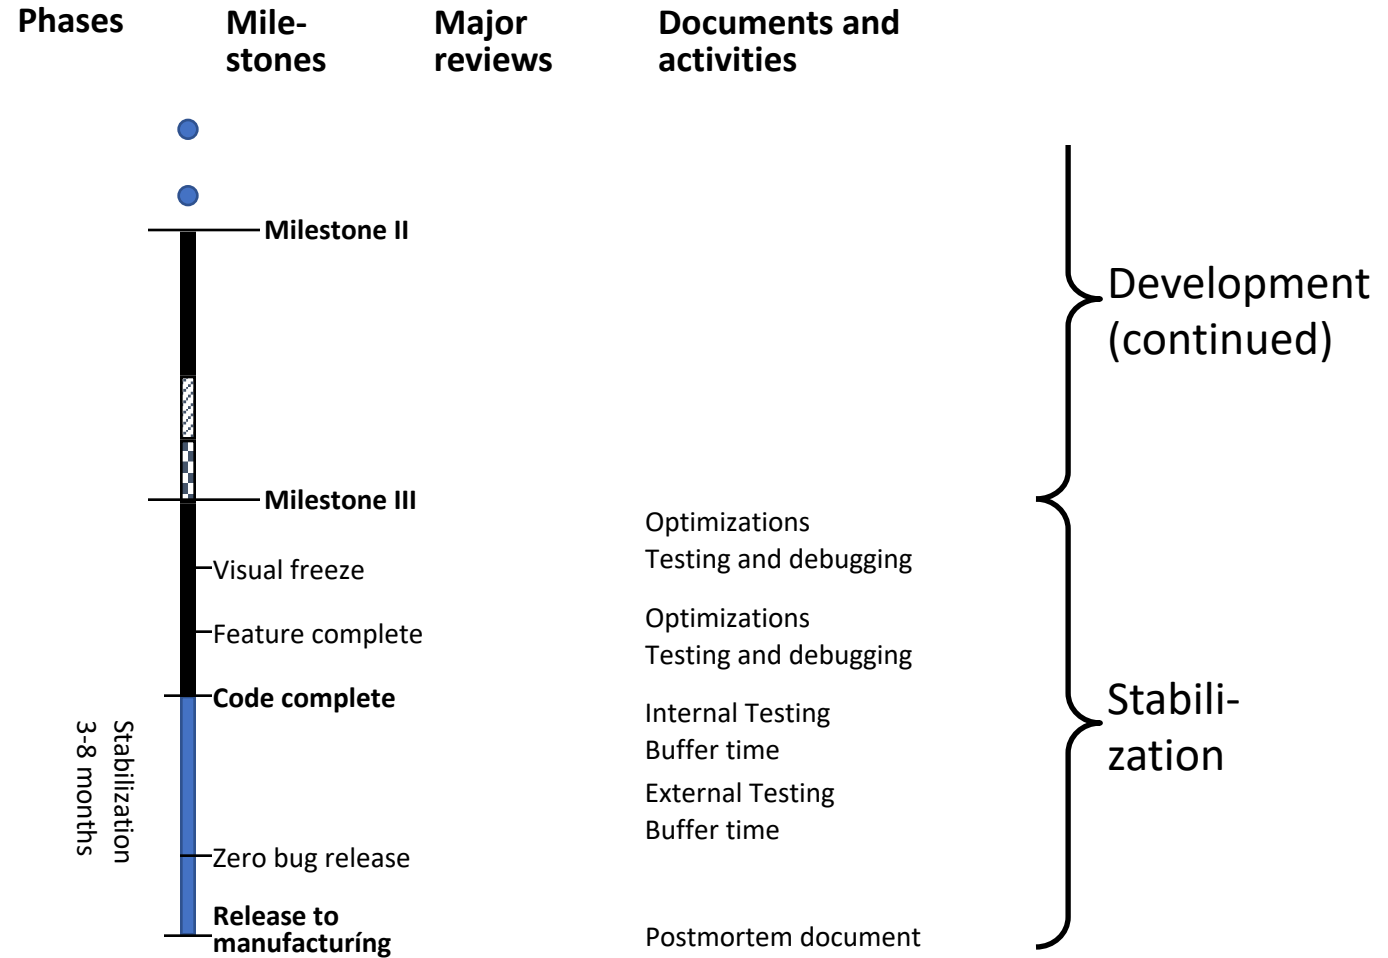 Phases
Mile-
stones
Major
reviews
Documents and
activities
Milestone II
Development
(continued)
Milestone III
Optimizations
Testing and debugging
Visual freeze
Optimizations
Testing and debugging
Feature complete
Code complete
Internal Testing
Buffer time
External Testing
Buffer time
Stabili-
zation
Stabilization
3-8 months
Zero bug release
Release to
manufacturíng
Postmortem document